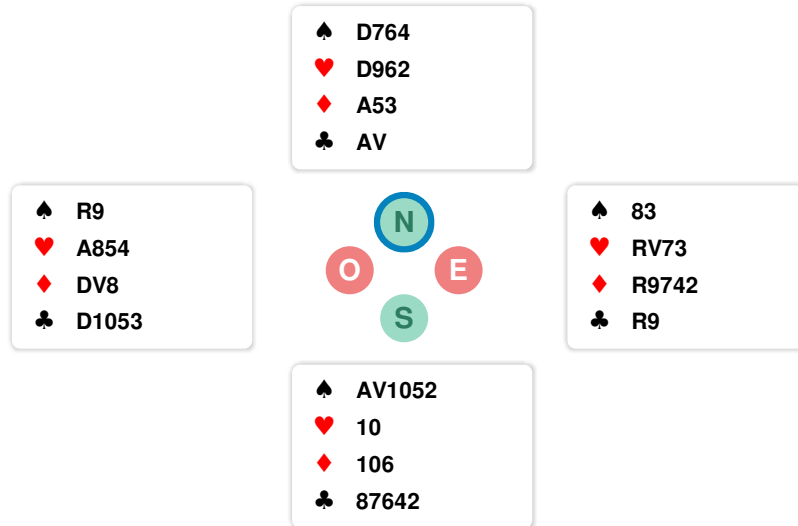 ♠ D764
♥ D962
♦ A53
♣ AV
♠ R9
♥ A854
♦ DV8
♣ D1053
N
O
E
S
♠ 83
♥ RV73
♦ R9742
♣ R9
♠ AV1052
♥ 10
♦ 106
♣ 87642